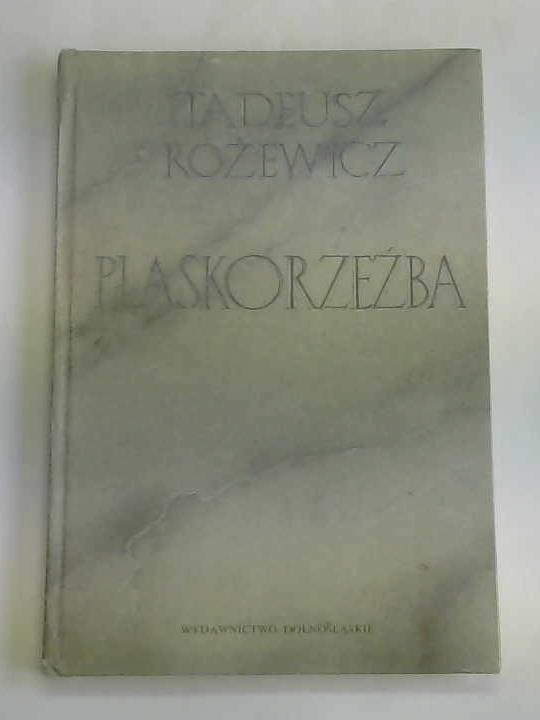 TADEUSZ
RÓŻEWICZ
PŁASKORZEŹBA
WYDAWNICTWO DOLNOŚLĄSKIE